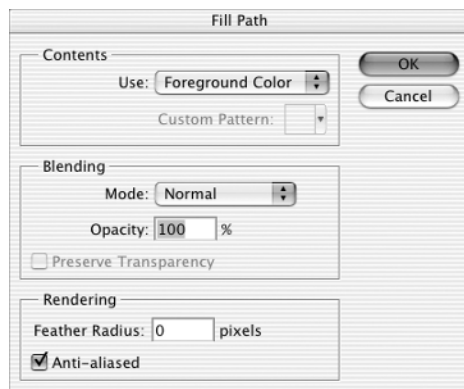 Fill Path
Contents
Use: Foreground Color
Custom Pattern:
OK
Cancel
Blending
Mode: Normal
Opacity: 100 %
Preserve Transparency
Rendering
Feather Radius: 0 pixels
Anti-aliased